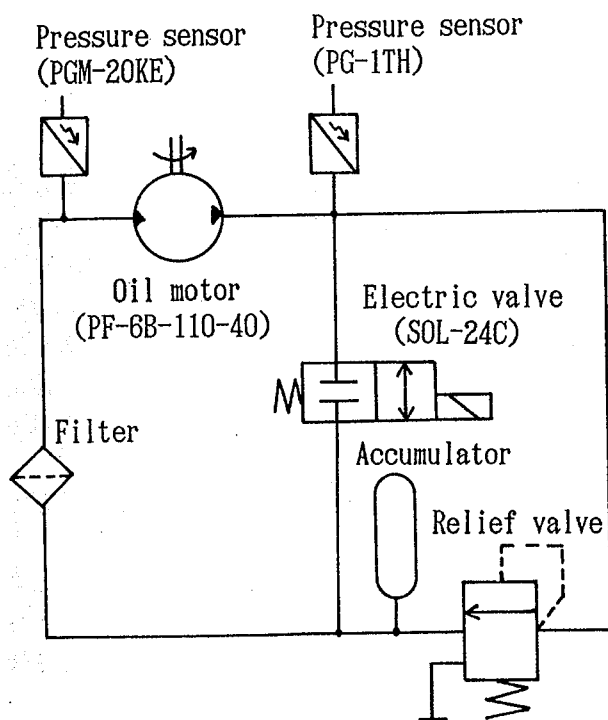 Pressure sensor
(PGM-20KE)
Pressure sensor
(PG-1TH)
Oil motor
(PF-6B-110-40)
Electric valve
(SOL-24C)
Filter
Accumulator
Relief valve